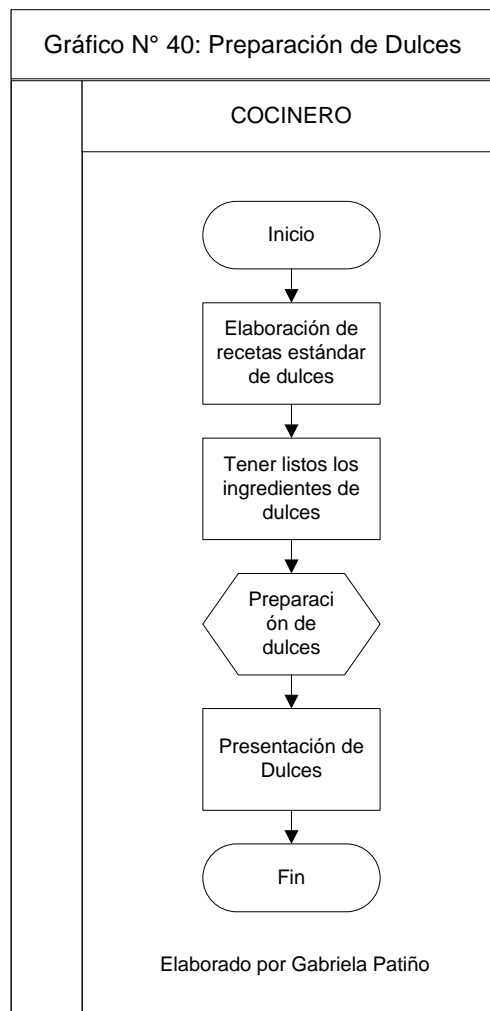 Gráfico N° 40: Preparación de Dulces
COCINERO
Inicio
Elaboración de
recetas estándar
de dulces
Tener listos los
ingredientes de
dulces
Preparaci
ón de
dulces
Presentación de
Dulces
Fin
Elaborado por Gabriela Patiño